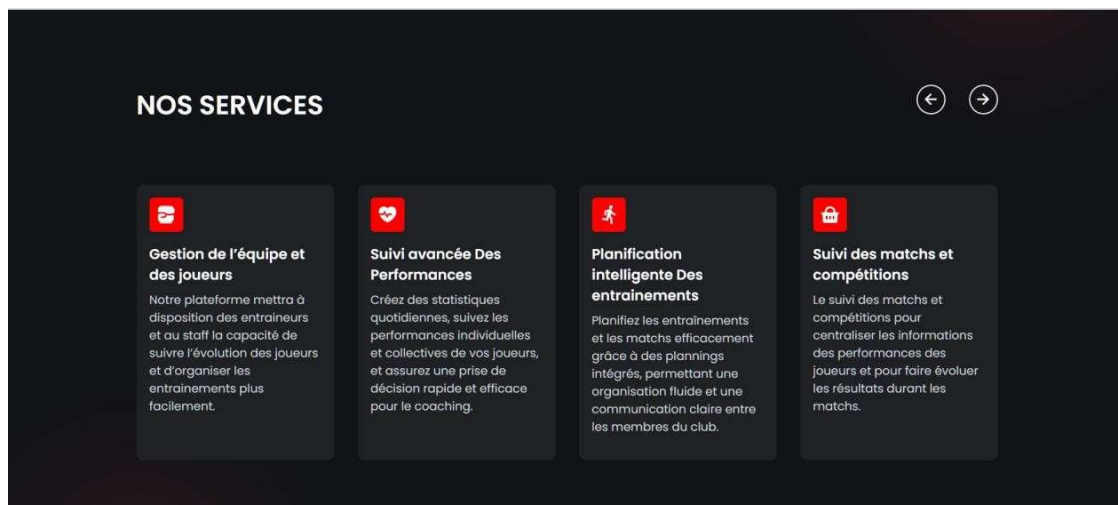 NOS SERVICES
Gestion de l'équipe et
des joueurs
Notre plateforme mettra à
disposition des entraineurs
et au staff la capacité de
suivre l'évolution des joueurs
et d'organiser les
entrainements plus
facilement.
Suivi avancée Des
Performances
Créez des statistiques
quotidiennes, suivez les
performances individuelles
et collectives de vos joueurs,
et assurez une prise de
décision rapide et efficace
pour le coaching.
Planification
intelligente Des
entrainements
Planifiez les entraînements
et les matchs efficacement
grâce à des plannings
intégrés, permettant une
organisation fluide et une
communication claire entre
les membres du club.
Suivi des matchs et
compétitions
Le suivi des matchs et
compétitions pour
centraliser les informations
des performances des
joueurs et pour faire évoluer
les résultats durant les
matchs.